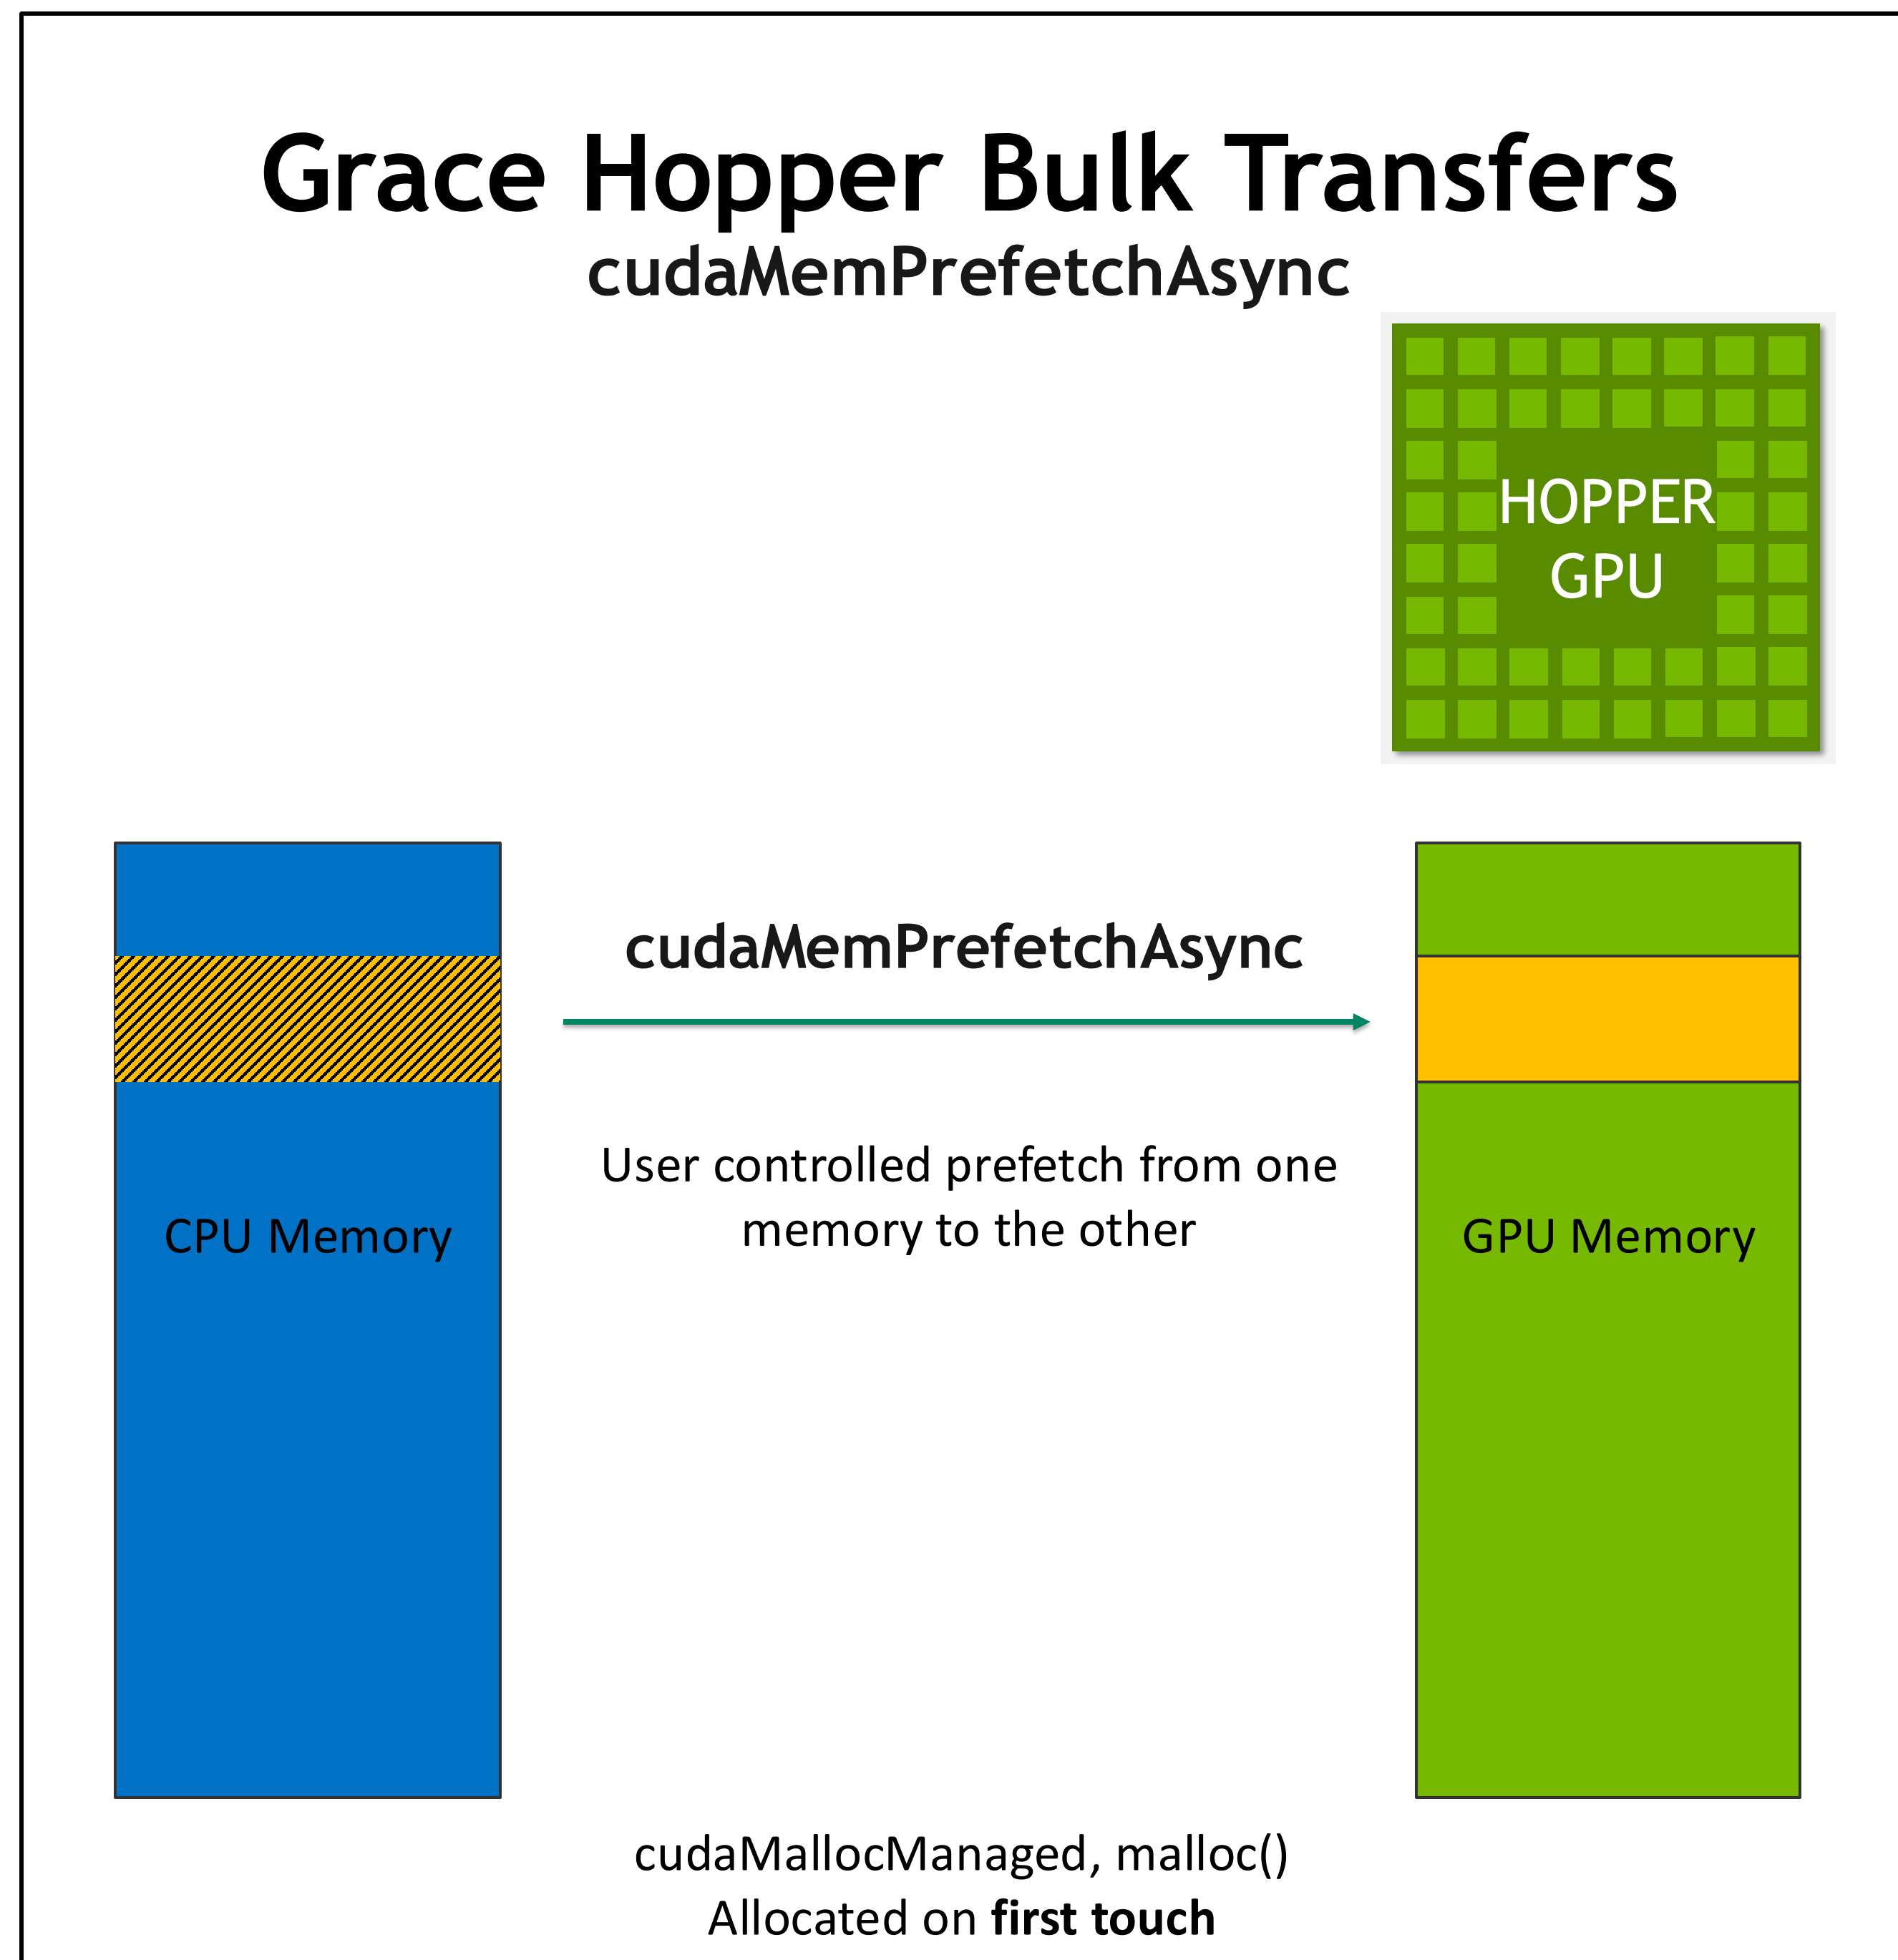 Grace Hopper Bulk Transfers
cudaMemPrefetchAsync
HOPPER
GPU
cudaMemPrefetchAsync
User controlled prefetch from one
memory to the other
CPU Memory
GPU Memory
cudaMallocManaged, malloc()
Allocated on first touch